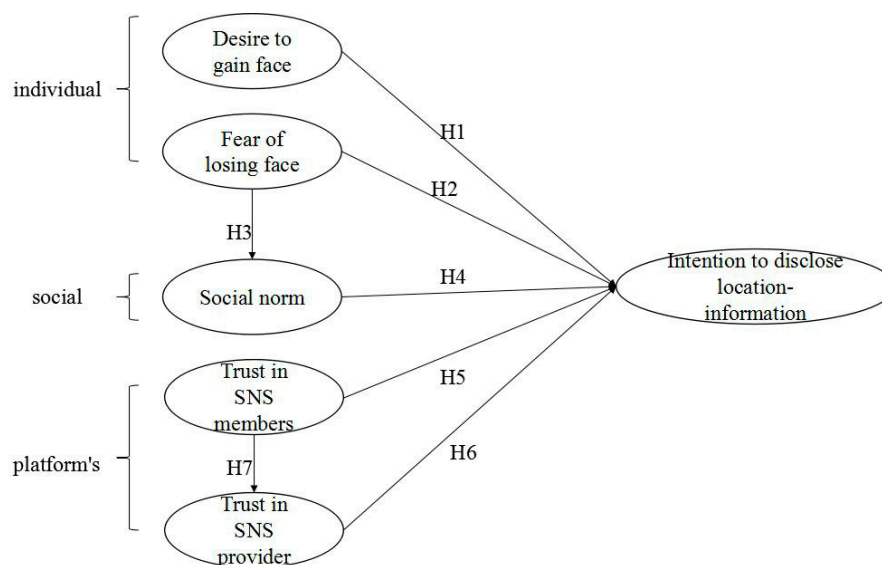 Desire to
gain face
individual
H1
Fear of
losing face
H2
H3
Intention to disclose
location-
information
H4
social
Social norm
Trust in
SNS
members
H5
H6
platform's
H7
Trust in
SNS
provider